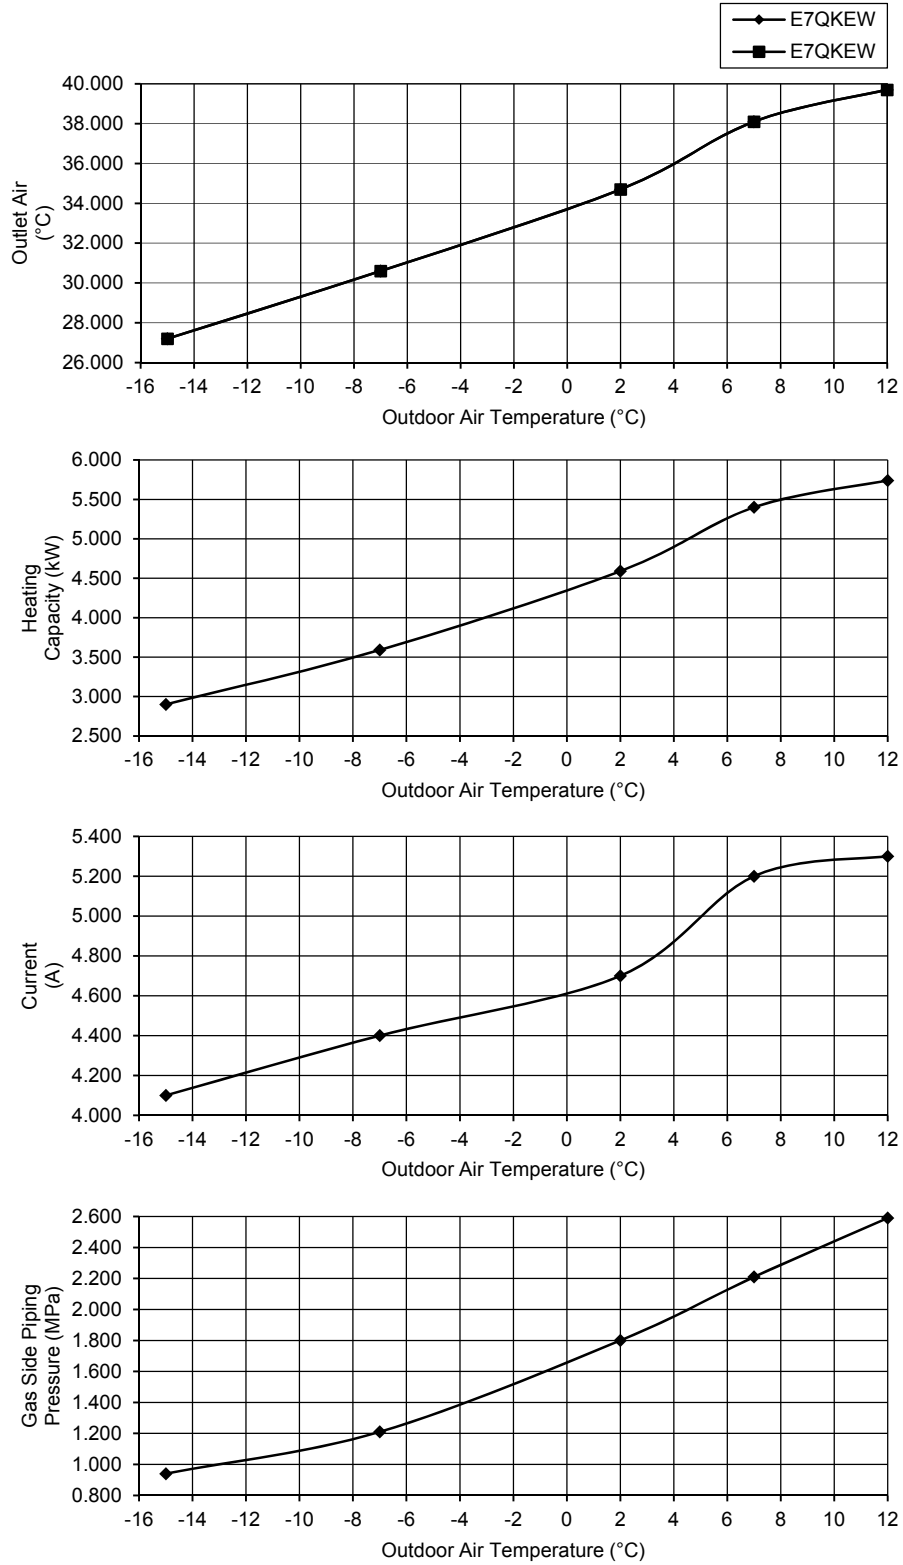 E7QKEW
E7QKEW
40.000
38.000
36.000
34.000
32.000
30.000
28.000
26.000
Outlet Air
(°C)
-16 -14 -12 -10 -8 -6 -4 -2 0 2 4 6 8 10 12
Outdoor Air Temperature (°C)
6.000
5.500
5.000
4.500
4.000
3.500
3.000
2.500
Heating
Capacity (kW)
-16 -14 -12 -10 -8 -6 -4 -2 0 2 4 6 8 10 12
Outdoor Air Temperature (°C)
5.400
5.200
5.000
4.800
4.600
4.400
4.200
4.000
Current
(A)
-16 -14 -12 -10 -8 -6 -4 -2 0 2 4 6 8 10 12
Outdoor Air Temperature (°C)
2.600
2.400
2.200
2.000
1.800
1.600
1.400
1.200
1.000
0.800
Gas Side Piping
Pressure (MPa)
-16 -14 -12 -10 -8 -6 -4 -2 0 2 4 6 8 10 12
Outdoor Air Temperature (°C)